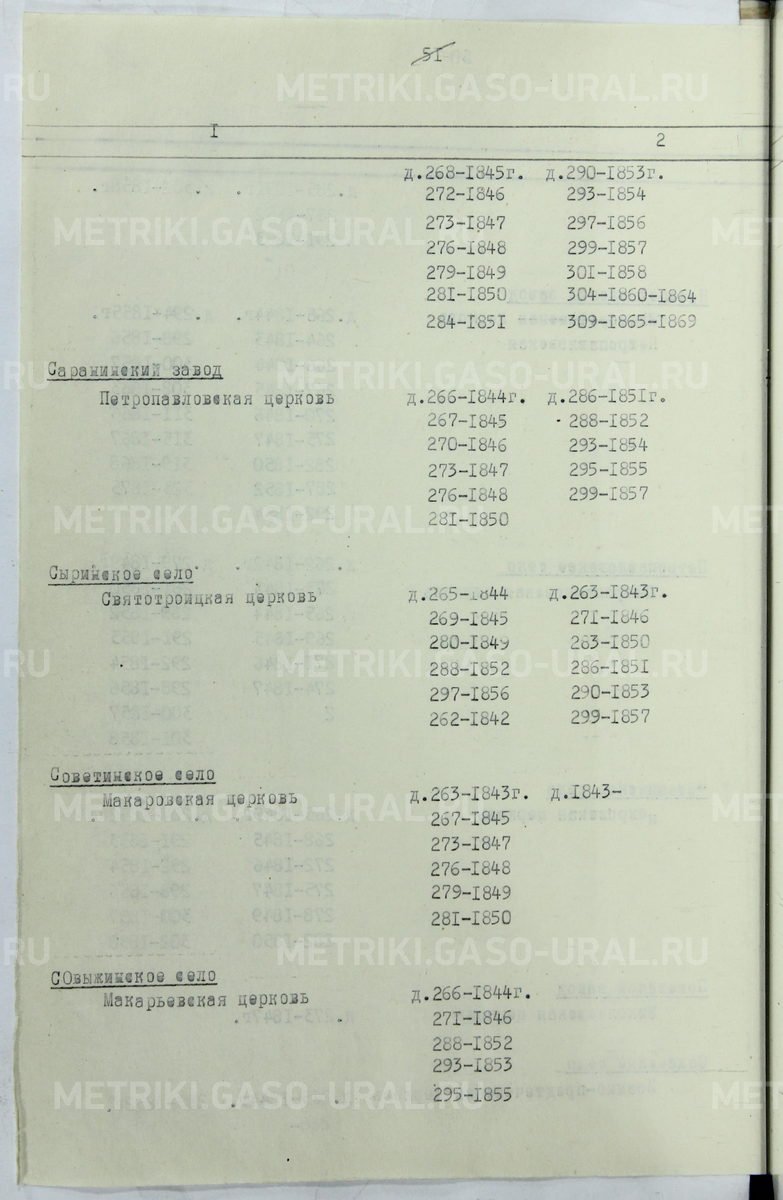 51
I 2
д.268-I845г. д.290-I853г.
272-I846 293-I854
273-I847 297-I856
276-I848 299-I857
279-I849 30I-I858
28I-I850 304-I860-I864
284-I85I 309-I865-I869
Саранинский завод
Петропавловская церковь д.266-I844г. д.286-I85Iг.
267-I845 288-I852
270-I846 293-I854
273-I847 295-I855
276-I848 299-I857
28I-I850
Сыринское село
Святотроицкая церковь д.265-I844 д.263-I843г.
269-I845 27I-I846
280-I849 283-I850
288-I852 286-I85I
297-I856 290-I853
262-I842 299-I857
Советинское село
Макаровская церковь д.263-I843г. д.I843-
267-I845
273-I847
276-I848
279-I849
28I-I850
СОвыжинское село
Макарьевская церковь д.266-I844г.
27I-I846
288-I852
293-I853
295-I855
METRIKI.GASO-URAL.RU